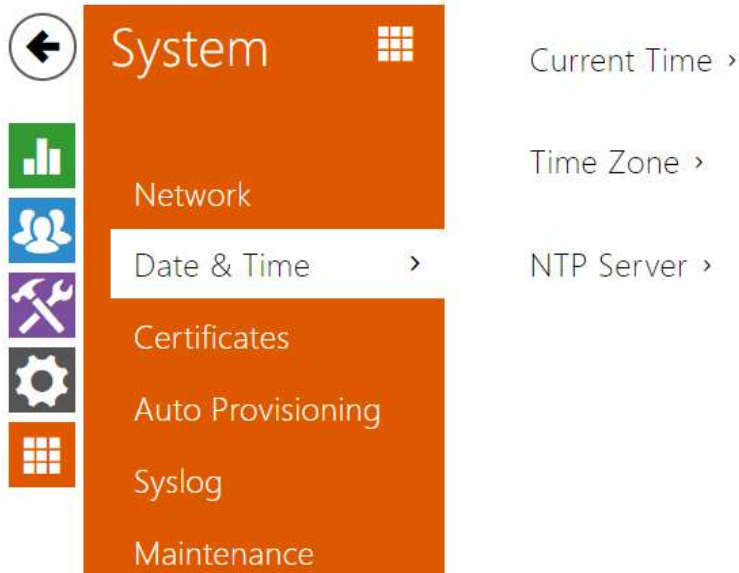 System
Network
Date & Time
Certificates
Auto Provisioning
Syslog
Maintenance
Current Time
Time Zone
NTP Server